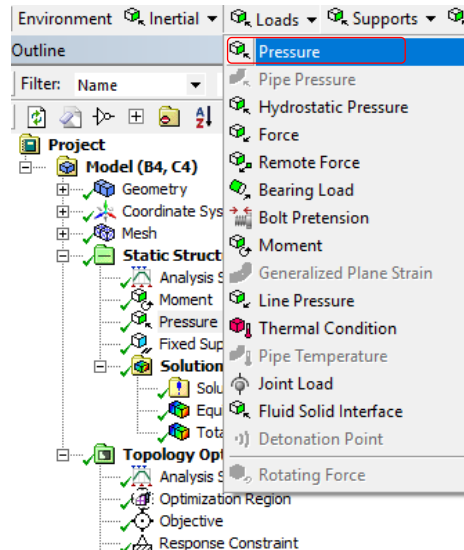 Environment Inertial Loads Supports
Outline
Filter: Name
Project
Model (B4, C4)
Geometry
Coordinate Sys
Mesh
Static Struct
Analysis S
Moment
Pressure
Fixed Sup
Solution
Solu
Equ
Tota
Topology Opt
Analysis S
Optimization Region
Objective
Response Constraint
Pressure
Pipe Pressure
Hydrostatic Pressure
Force
Remote Force
Bearing Load
Bolt Pretension
Moment
Generalized Plane Strain
Line Pressure
Thermal Condition
Pipe Temperature
Joint Load
Fluid Solid Interface
Detonation Point
Rotating Force